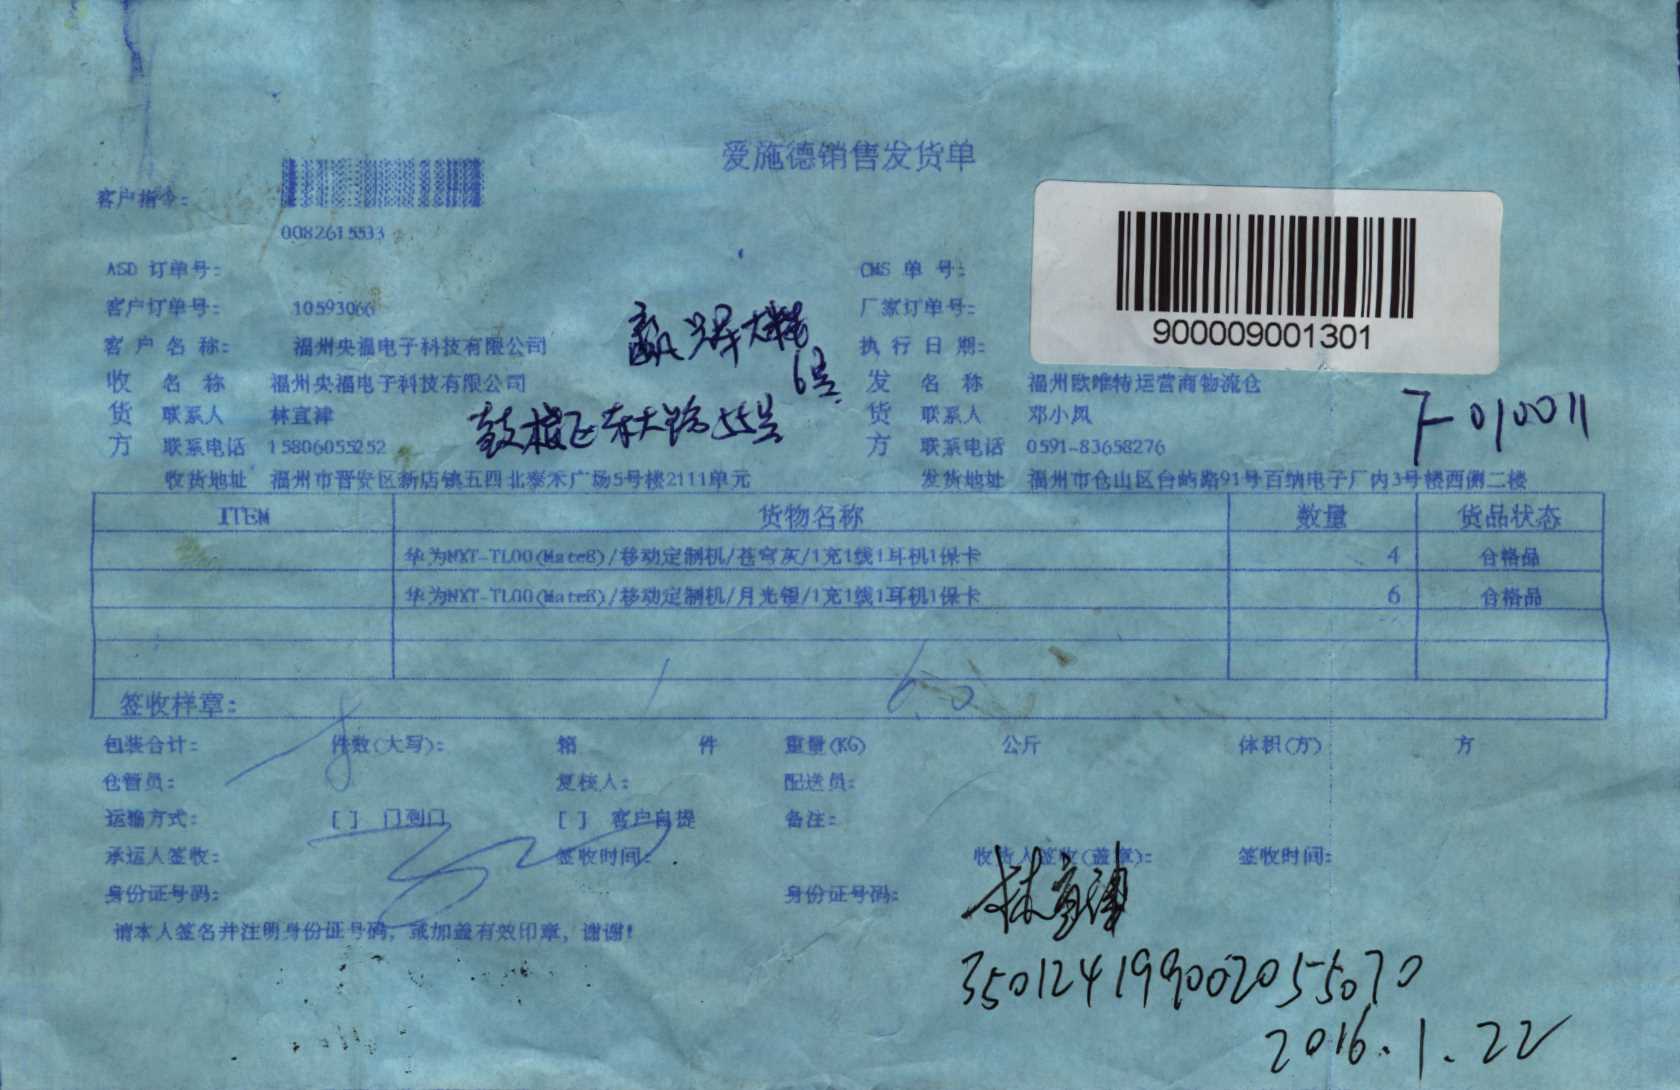 爱施德销售发货单
客户指令:
0082615533
900009001301
ASD 订单号: CMS 单 号:
客户订单号: 10593066 厂家订单号:
客 户 名 称: 福州央福电子科技有限公司 执 行 日 期:
6号
收 名 称 福州央福电子科技有限公司 发 名 称 福州欧唯特运营商物流仓
货 联系人 林宜津 货 联系人 邓小凤
鼓楼区东大路55号 F-010011
方 联系电话 15806055252 方 联系电话 0591-83658276
收货地址 福州市晋安区新店镇五四北泰禾广场5号楼2111单元 发货地址 福州市仓山区台屿路91号百纳电子厂内3号楼西侧二楼
ITEM 货物名称 数量 货品状态
华为NXT-TL00(Mate8)/移动定制机/苍穹灰/1充1线1耳机1保卡 4 合格品
华为NXT-TL00(Mate8)/移动定制机/月光银/1充1线1耳机1保卡 6 合格品
签收样章:
包装合计: 件数(大写): 箱 件 重量(KG) 公斤 体积(方) 方
仓管员: 复核人: 配送员:
运输方式: [ ] 门到门 [ ] 客户自提 备注:
承运人签收: 签收时间: 收货人签收(盖章): 签收时间:
身份证号码: 身份证号码:
林宜津
请本人签名并注明身份证号码，或加盖有效印章，谢谢!
350124199002055070
2016.1.22